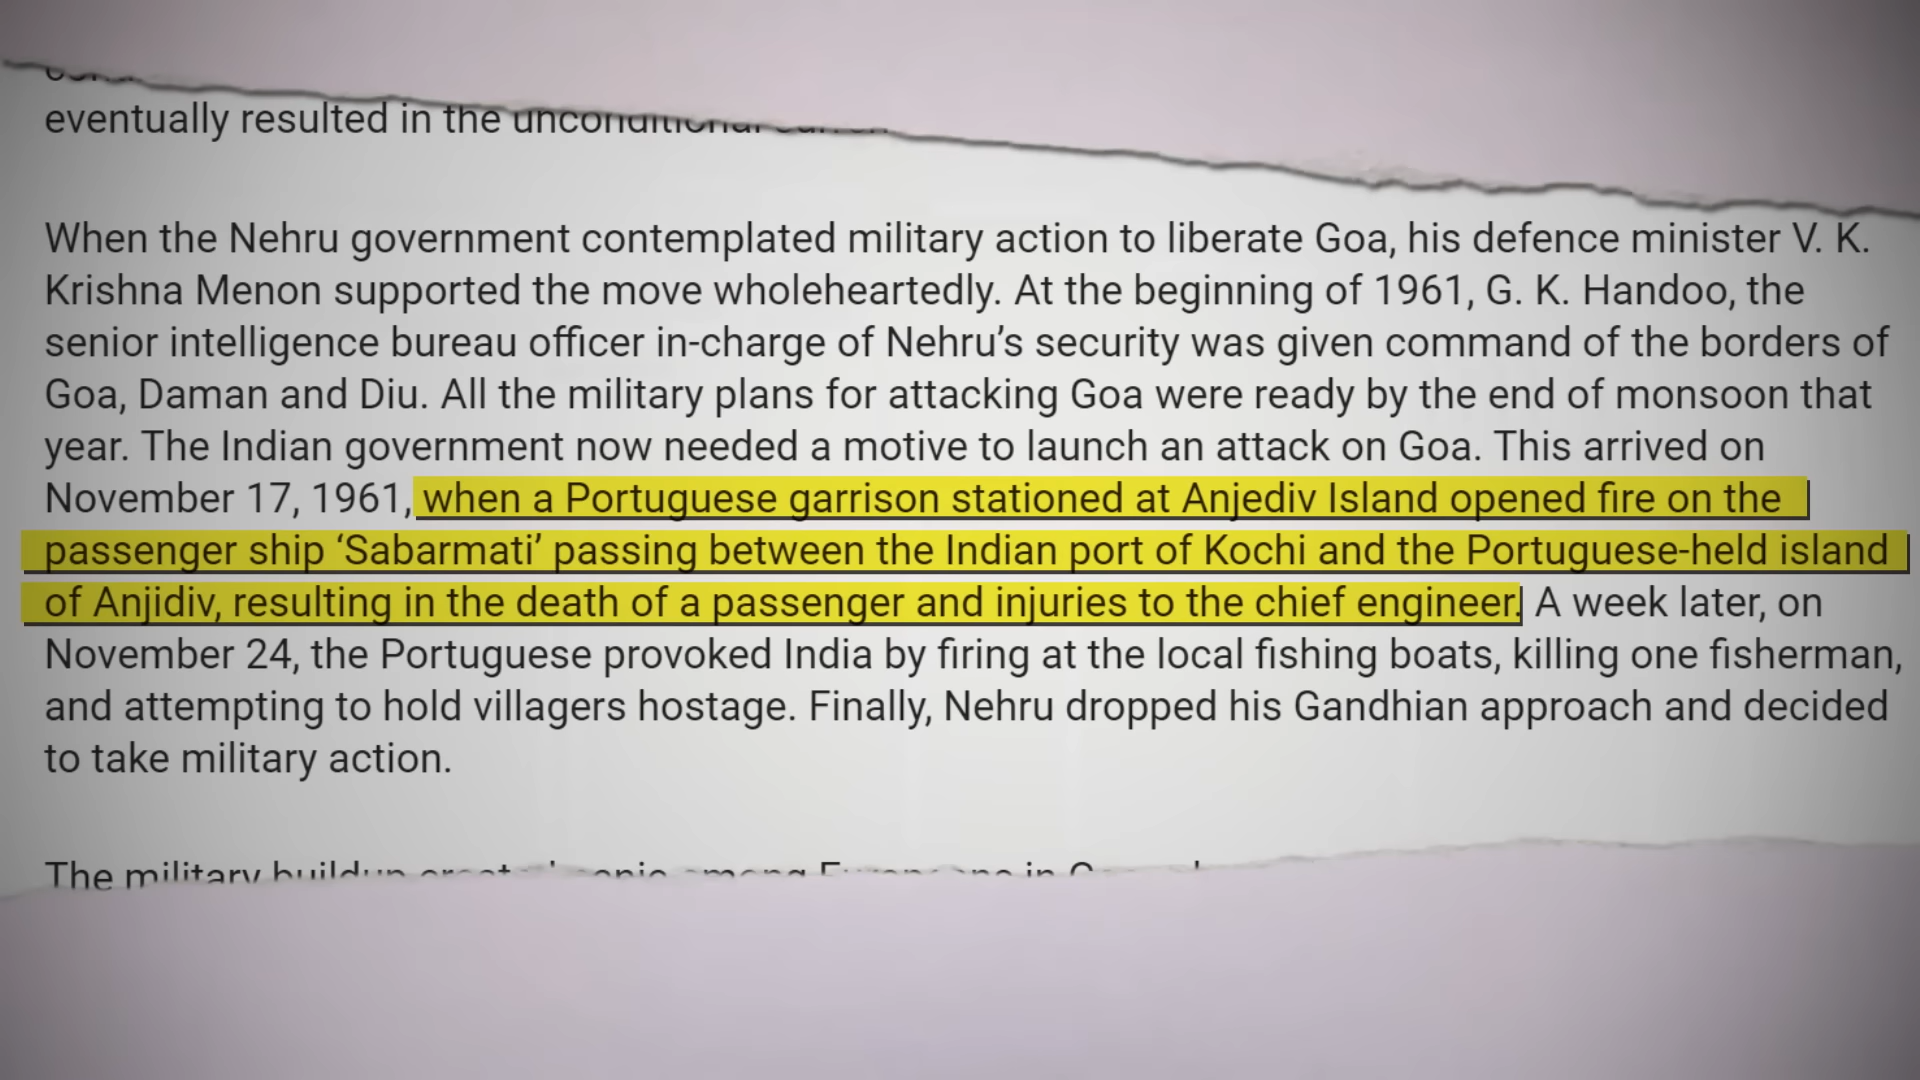 eventually resulted in the unconditional
When the Nehru government contemplated military action to liberate Goa, his defence minister V. K.
Krishna Menon supported the move wholeheartedly. At the beginning of 1961, G. K. Handoo, the
senior intelligence bureau officer in-charge of Nehru’s security was given command of the borders of
Goa, Daman and Diu. All the military plans for attacking Goa were ready by the end of monsoon that
year. The Indian government now needed a motive to launch an attack on Goa. This arrived on
November 17, 1961, when a Portuguese garrison stationed at Anjediv Island opened fire on the
passenger ship ‘Sabarmati’ passing between the Indian port of Kochi and the Portuguese-held island
of Anjidiv, resulting in the death of a passenger and injuries to the chief engineer. A week later, on
November 24, the Portuguese provoked India by firing at the local fishing boats, killing one fisherman,
and attempting to hold villagers hostage. Finally, Nehru dropped his Gandhian approach and decided
to take military action.
The military buildup